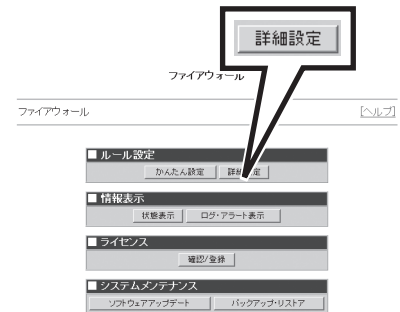 詳細設定
ファイアウォール
ファイアウォール [ヘルプ]
■ ルール設定
かんたん設定 詳細設定
■ 情報表示
状態表示 ログ・アラート表示
■ ライセンス
確認/登録
■ システムメンテナンス
ソフトウェアアップデート バックアップ・リストア